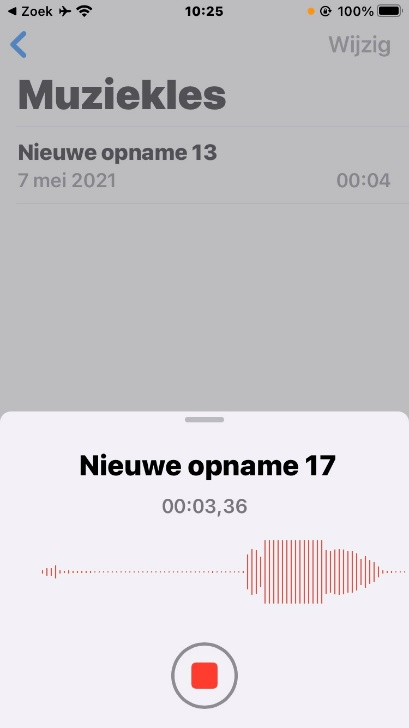 ◀ Zoek 10:25 100%
Wijzig
Muziekles
Nieuwe opname 13
7 mei 2021 00:04
Nieuwe opname 17
00:03,36